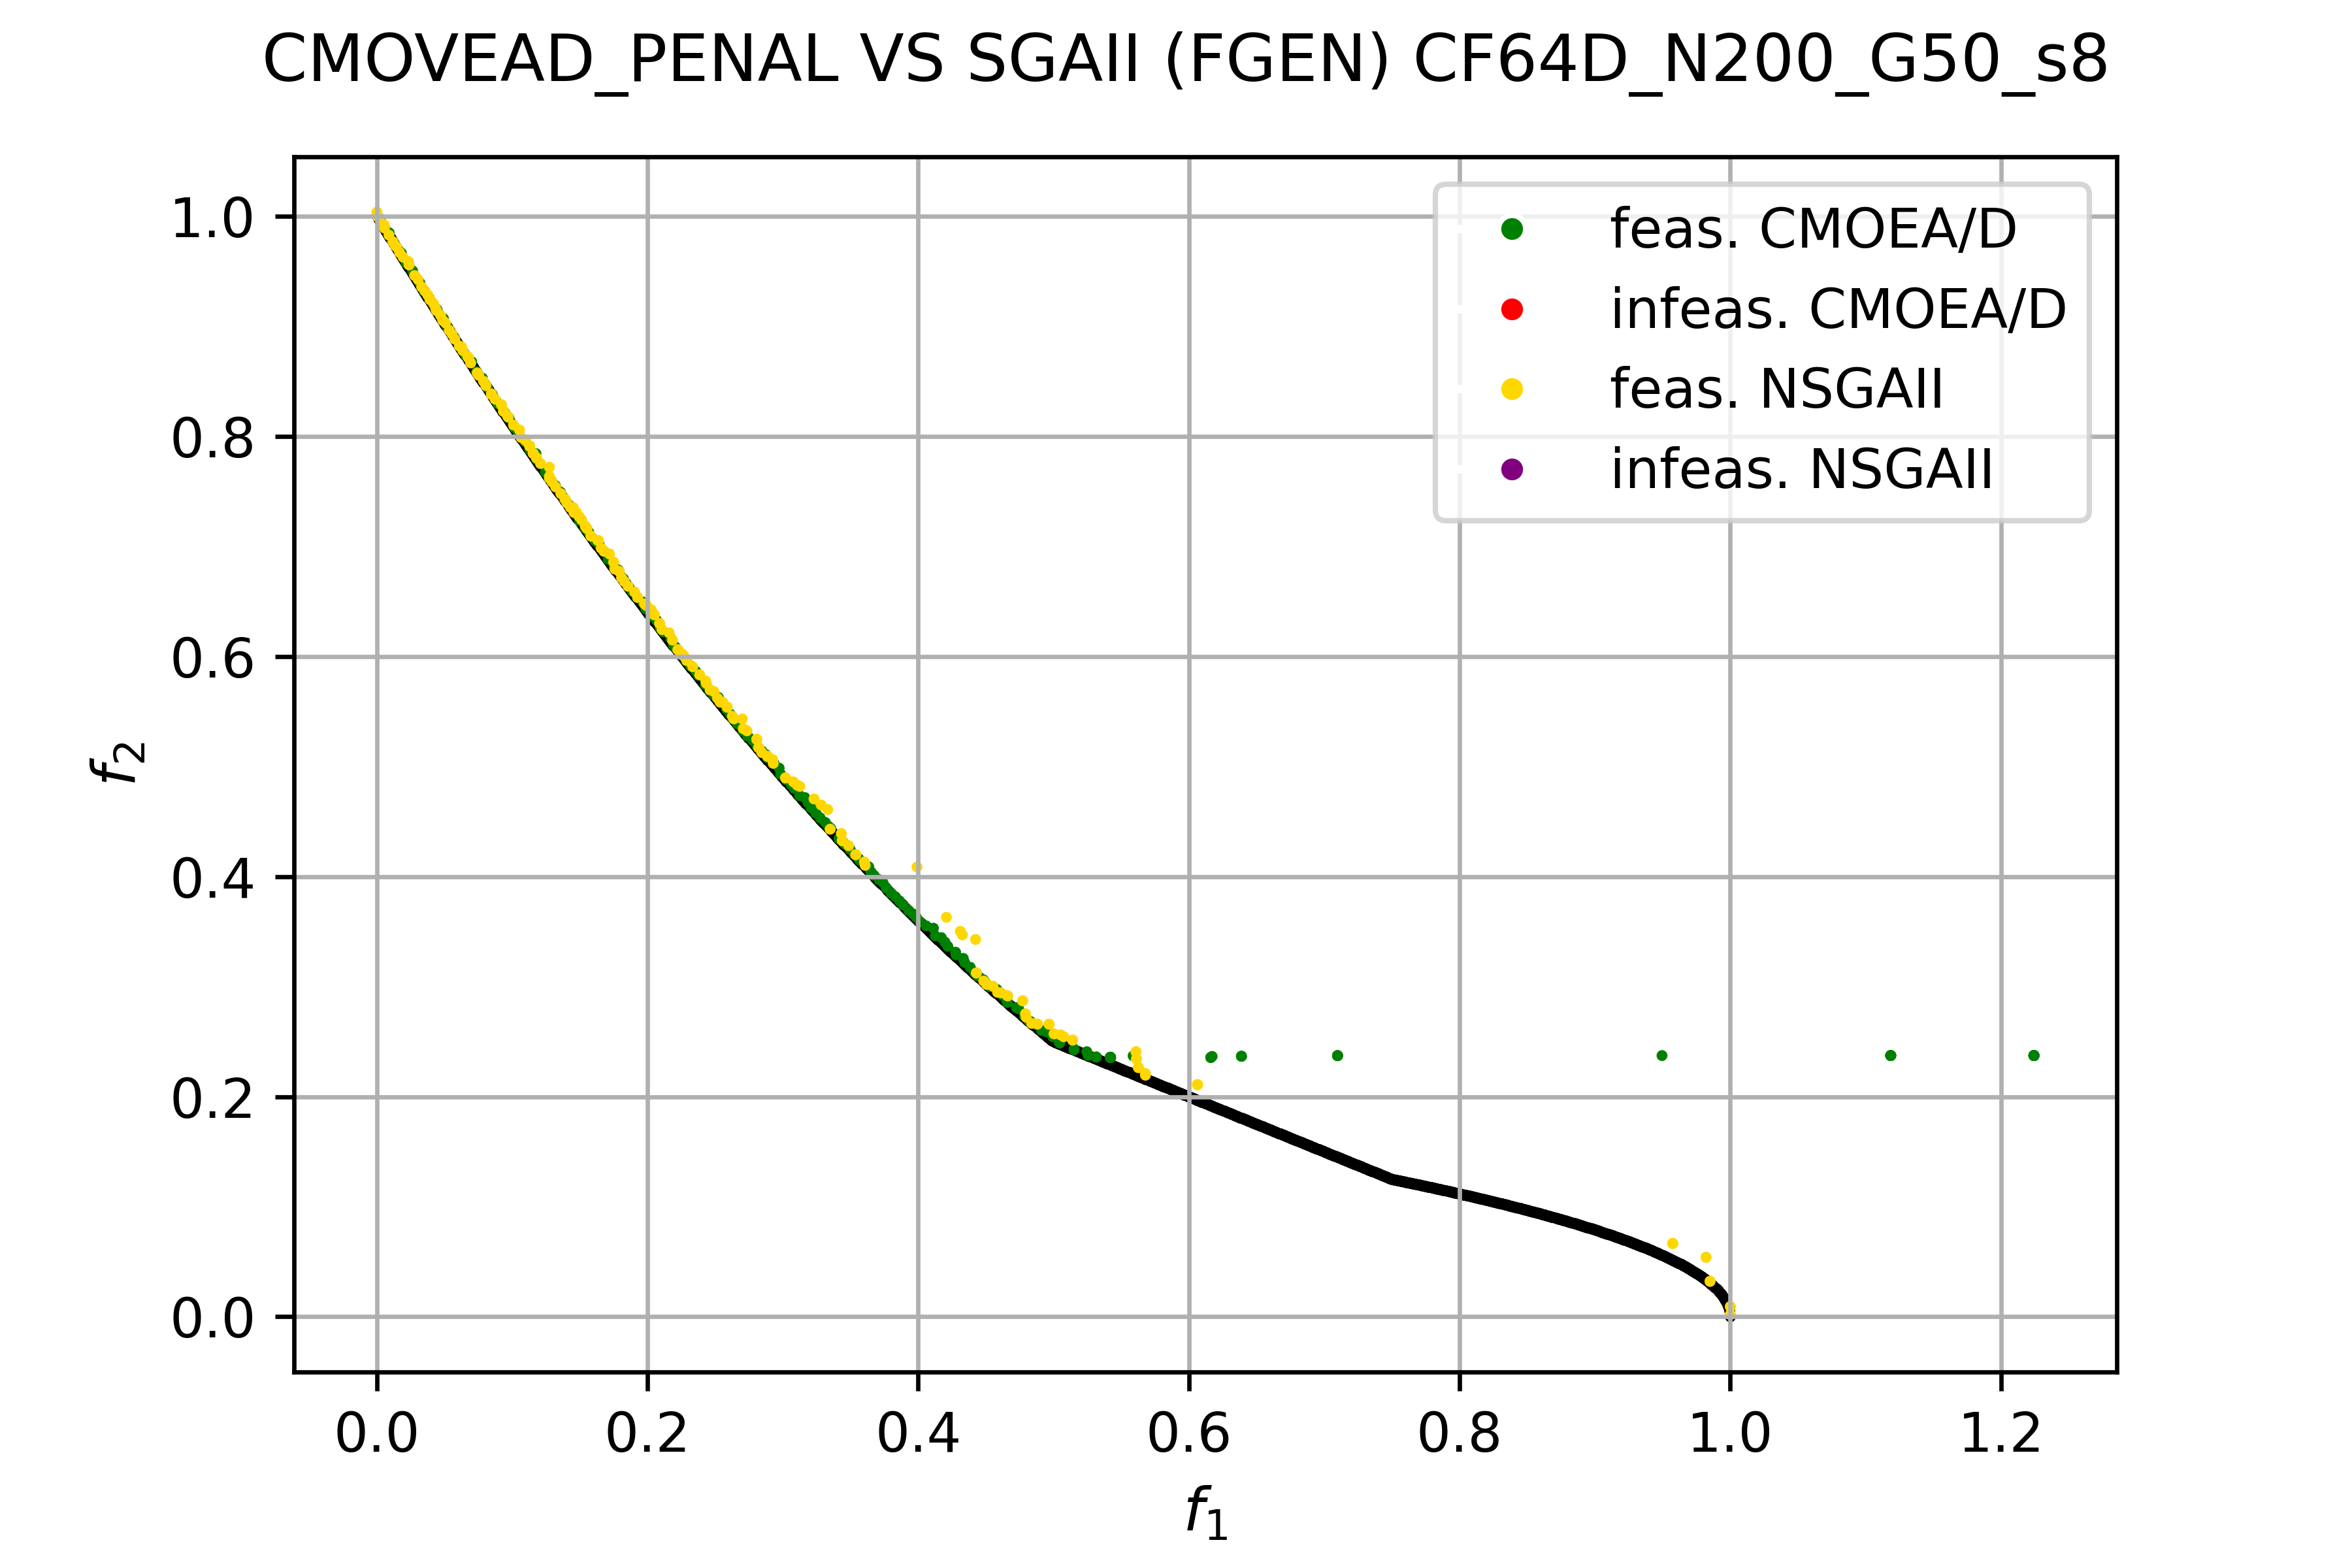 CMOVEAD_PENAL VS SGAII (FGEN) CF64D_N200_G50_s8
feas. CMOEA/D
infeas. CMOEA/D
feas. NSGAII
infeas. NSGAII
1.0
0.8
0.6
0.4
0.2
0.0
f2
0.0 0.2 0.4 0.6 0.8 1.0 1.2
f1